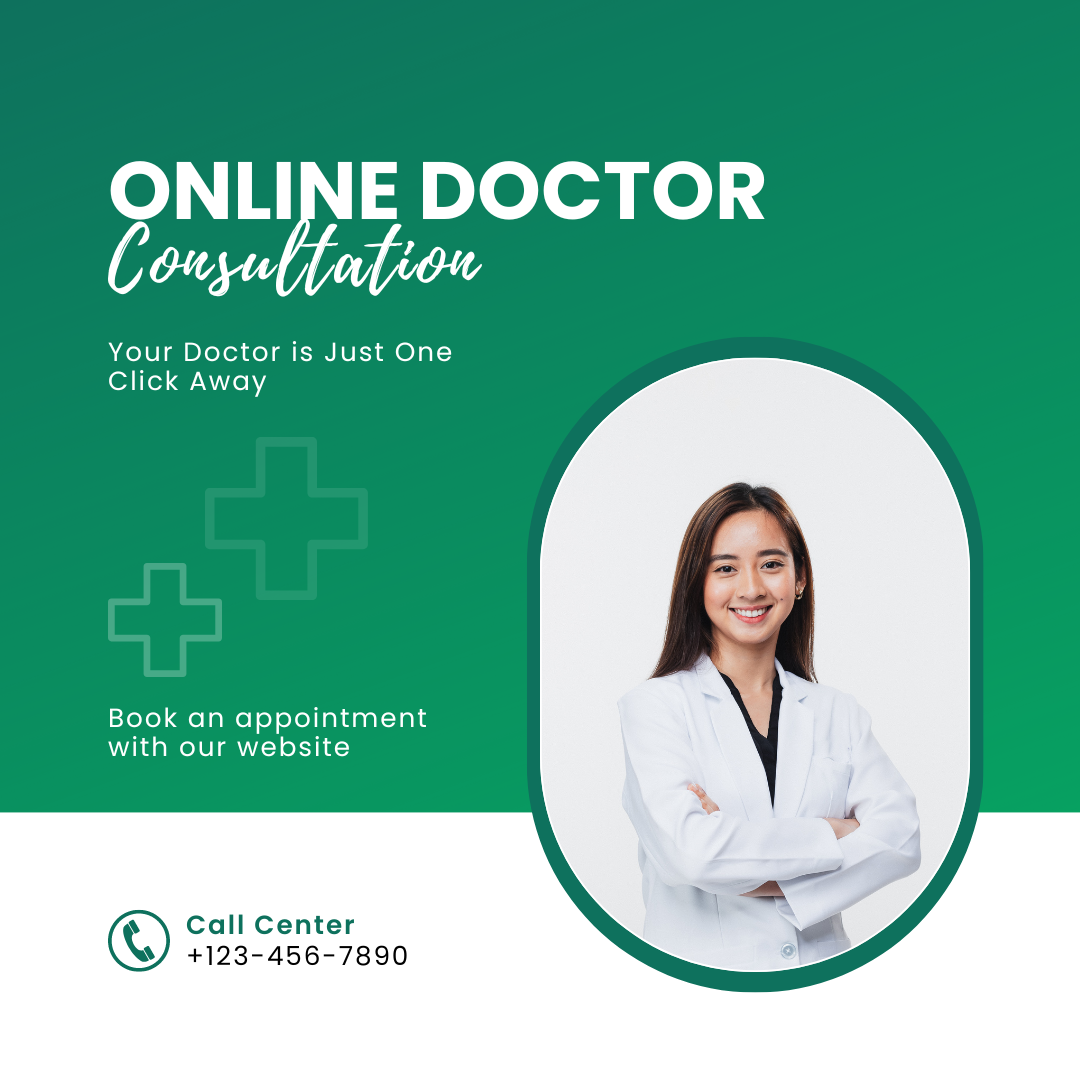 ONLINE DOCTOR
Consultation
Your Doctor is Just One
Click Away
Book an appointment
with our website
Call Center
+123-456-7890